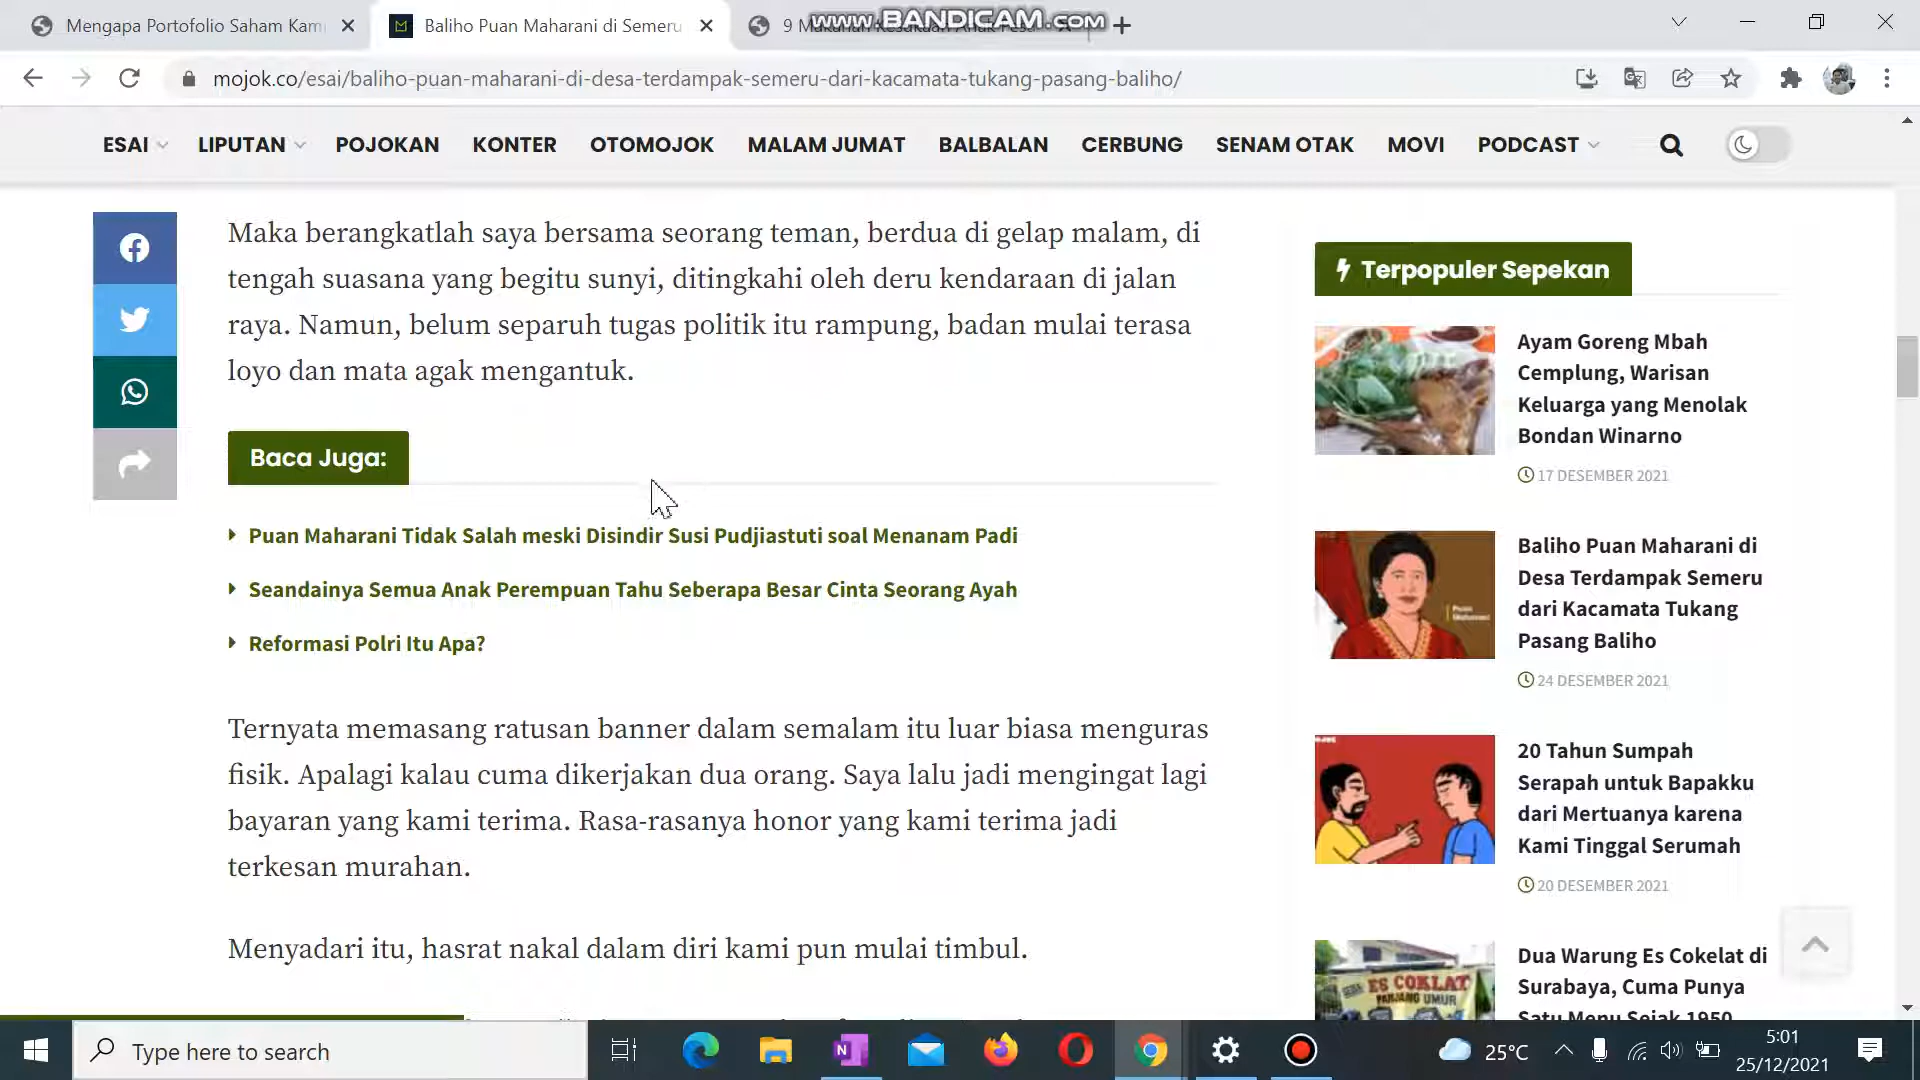 Mengapa Portofolio Saham Kam
Baliho Puan Maharani di Semeru
www.BANDICAM.com
mojok.co/esai/baliho-puan-maharani-di-desa-terdampak-semeru-dari-kacamata-tukang-pasang-baliho/
ESAI LIPUTAN POJOKAN KONTER OTOMOJOK MALAM JUMAT BALBALAN CERBUNG SENAM OTAK MOVI PODCAST
Maka berangkatlah saya bersama seorang teman, berdua di gelap malam, di
tengah suasana yang begitu sunyi, ditingkahi oleh deru kendaraan di jalan
raya. Namun, belum separuh tugas politik itu rampung, badan mulai terasa
loyo dan mata agak mengantuk.
Baca Juga:
Puan Maharani Tidak Salah meski Disindir Susi Pudjiastuti soal Menanam Padi
Seandainya Semua Anak Perempuan Tahu Seberapa Besar Cinta Seorang Ayah
Reformasi Polri Itu Apa?
Ternyata memasang ratusan banner dalam semalam itu luar biasa menguras
fisik. Apalagi kalau cuma dikerjakan dua orang. Saya lalu jadi mengingat lagi
bayaran yang kami terima. Rasa-rasanya honor yang kami terima jadi
terkesan murahan.
Menyadari itu, hasrat nakal dalam diri kami pun mulai timbul.
Terpopuler Sepekan
Ayam Goreng Mbah
Cemplung, Warisan
Keluarga yang Menolak
Bondan Winarno
17 DESEMBER 2021
Puan
Maharani
Baliho Puan Maharani di
Desa Terdampak Semeru
dari Kacamata Tukang
Pasang Baliho
24 DESEMBER 2021
20 Tahun Sumpah
Serapah untuk Bapakku
dari Mertuanya karena
Kami Tinggal Serumah
20 DESEMBER 2021
ES COKLAT
PANJANG UMUR
Dua Warung Es Cokelat di
Surabaya, Cuma Punya
Satu Menu Sejak 1950
Type here to search
25°C
5:01
25/12/2021